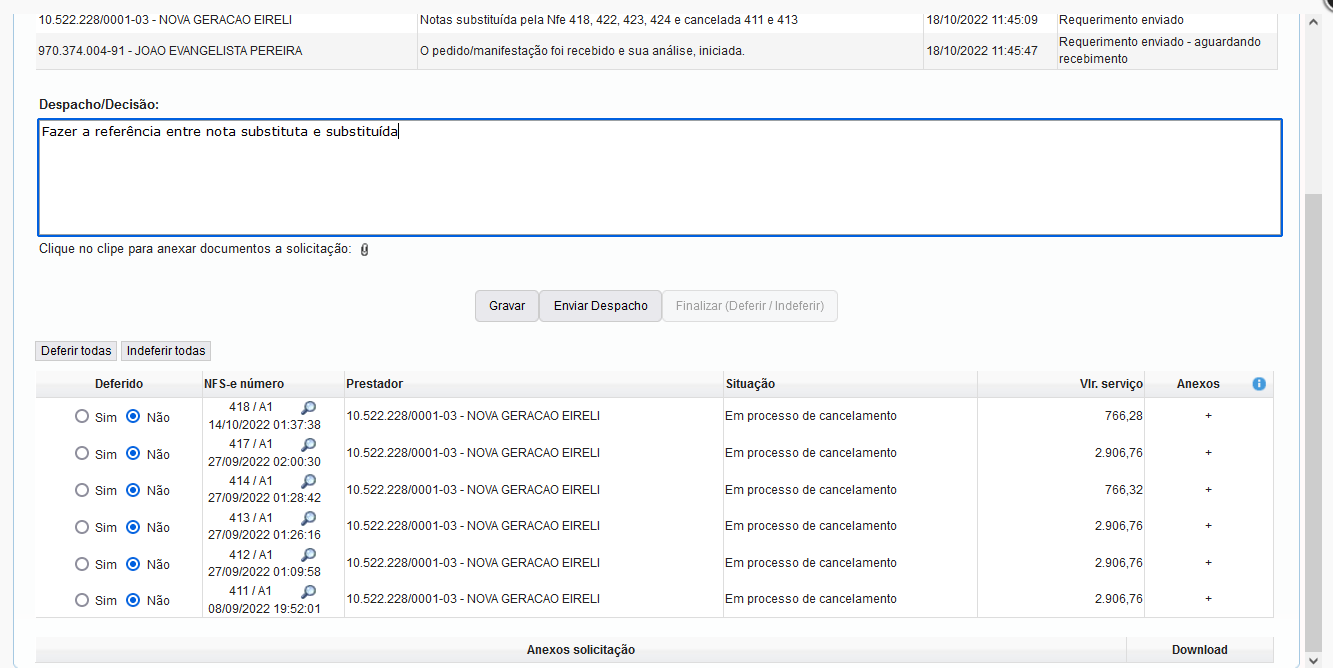 10.522.228/0001-03 - NOVA GERACAO EIRELI Notas substituída pela Nfe 418, 422, 423, 424 e cancelada 411 e 413 18/10/2022 11:45:09 Requerimento enviado
970.374.004-91 - JOAO EVANGELISTA PEREIRA O pedido/manifestação foi recebido e sua análise, iniciada. 18/10/2022 11:45:47 Requerimento enviado - aguardando
recebimento
Despacho/Decisão:
Fazer a referência entre nota substituta e substituída
Clique no clipe para anexar documentos a solicitação:
Gravar Enviar Despacho Finalizar (Deferir / Indeferir)
Deferir todas Indeferir todas
Deferido NFS-e número Prestador Situação Vlr. serviço Anexos
Sim Não 418 / A1 10.522.228/0001-03 - NOVA GERACAO EIRELI Em processo de cancelamento 766,28 +
14/10/2022 01:37:38
Sim Não 417 / A1 10.522.228/0001-03 - NOVA GERACAO EIRELI Em processo de cancelamento 2.906,76 +
27/09/2022 02:00:30
Sim Não 414 / A1 10.522.228/0001-03 - NOVA GERACAO EIRELI Em processo de cancelamento 766,32 +
27/09/2022 01:28:42
Sim Não 413 / A1 10.522.228/0001-03 - NOVA GERACAO EIRELI Em processo de cancelamento 2.906,76 +
27/09/2022 01:26:16
Sim Não 412 / A1 10.522.228/0001-03 - NOVA GERACAO EIRELI Em processo de cancelamento 2.906,76 +
27/09/2022 01:09:58
Sim Não 411 / A1 10.522.228/0001-03 - NOVA GERACAO EIRELI Em processo de cancelamento 2.906,76 +
08/09/2022 19:52:01
Anexos solicitação Download